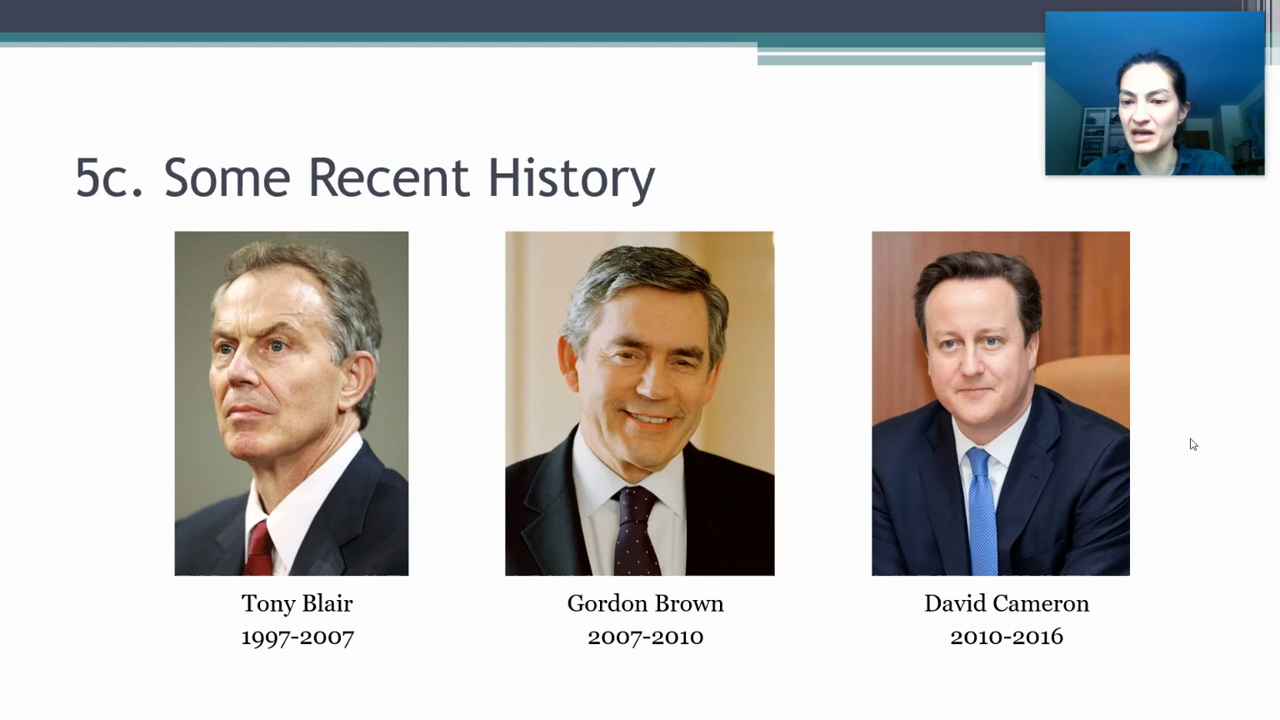 5c. Some Recent History
Tony Blair
1997-2007
Gordon Brown
2007-2010
David Cameron
2010-2016